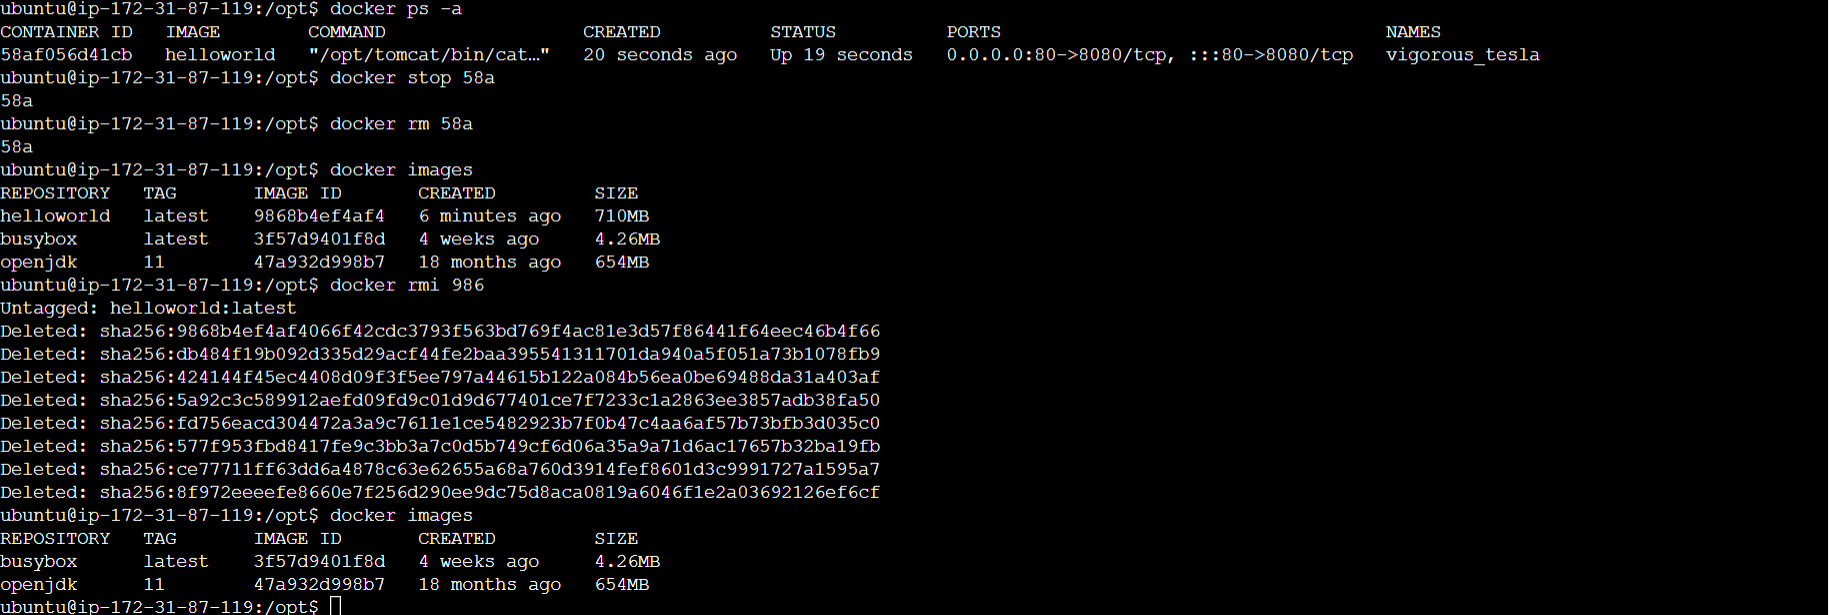 ubuntu@ip-172-31-87-119:/opt$ docker ps -a
CONTAINER ID   IMAGE        COMMAND                  CREATED          STATUS          PORTS                                   NAMES
58af056d41cb   helloworld   "/opt/tomcat/bin/cat…"   20 seconds ago   Up 19 seconds   0.0.0.0:80->8080/tcp, :::80->8080/tcp   vigorous_tesla
ubuntu@ip-172-31-87-119:/opt$ docker stop 58a
58a
ubuntu@ip-172-31-87-119:/opt$ docker rm 58a
58a
ubuntu@ip-172-31-87-119:/opt$ docker images
REPOSITORY   TAG       IMAGE ID       CREATED         SIZE
helloworld   latest    9868b4ef4af4   6 minutes ago   710MB
busybox      latest    3f57d9401f8d   4 weeks ago     4.26MB
openjdk      11        47a932d998b7   18 months ago   654MB
ubuntu@ip-172-31-87-119:/opt$ docker rmi 986
Untagged: helloworld:latest
Deleted: sha256:9868b4ef4af4066f42cdc3793f563bd769f4ac81e3d57f86441f64eec46b4f66
Deleted: sha256:db484f19b092d335d29acf44fe2baa395541311701da940a5f051a73b1078fb9
Deleted: sha256:424144f45ec4408d09f3f5ee797a44615b122a084b56ea0be69488da31a403af
Deleted: sha256:5a92c3c589912aefd09fd9c01d9d677401ce7f7233c1a2863ee3857adb38fa50
Deleted: sha256:fd756eacd304472a3a9c7611e1ce5482923b7f0b47c4aa6af57b73bfb3d035c0
Deleted: sha256:577f953fbd8417fe9c3bb3a7c0d5b749cf6d06a35a9a71d6ac17657b32ba19fb
Deleted: sha256:ce77711ff63dd6a4878c63e62655a68a760d3914fef8601d3c9991727a1595a7
Deleted: sha256:8f972eeeefe8660e7f256d290ee9dc75d8aca0819a6046f1e2a03692126ef6cf
ubuntu@ip-172-31-87-119:/opt$ docker images
REPOSITORY   TAG       IMAGE ID       CREATED         SIZE
busybox      latest    3f57d9401f8d   4 weeks ago     4.26MB
openjdk      11        47a932d998b7   18 months ago   654MB
ubuntu@ip-172-31-87-119:/opt$